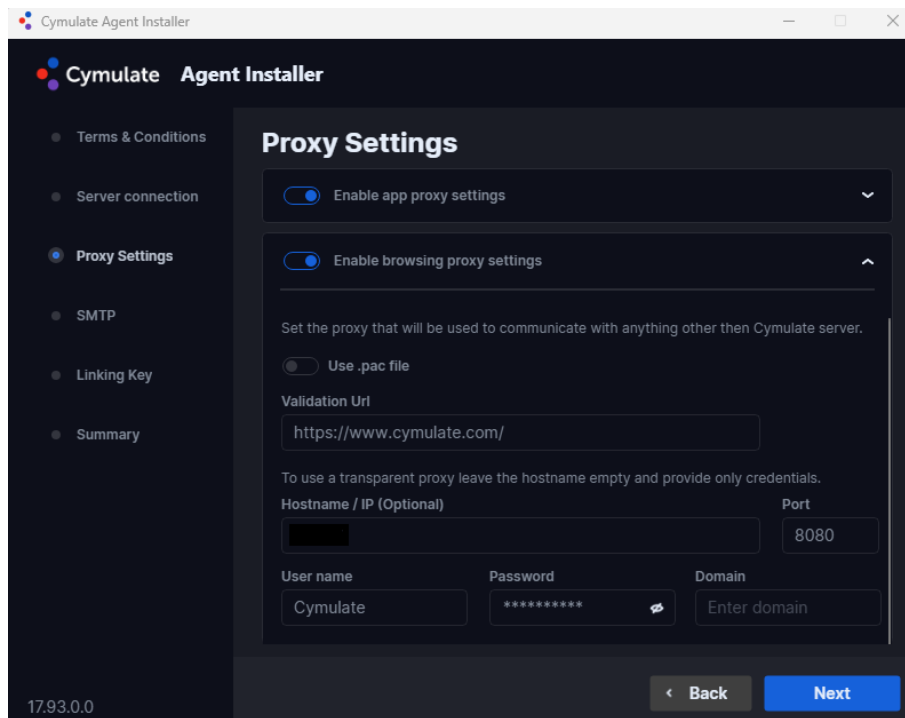 Cymulate Agent Installer
Cymulate Agent Installer
Terms & Conditions
Server connection
Proxy Settings
SMTP
Linking Key
Summary
17.93.0.0
Proxy Settings
Enable app proxy settings
Enable browsing proxy settings
Set the proxy that will be used to communicate with anything other then Cymulate server.
Use .pac file
Validation Url
https://www.cymulate.com/
To use a transparent proxy leave the hostname empty and provide only credentials.
Hostname / IP (Optional) Port
8080
User name Password Domain
Cymulate ********** Enter domain
Back Next